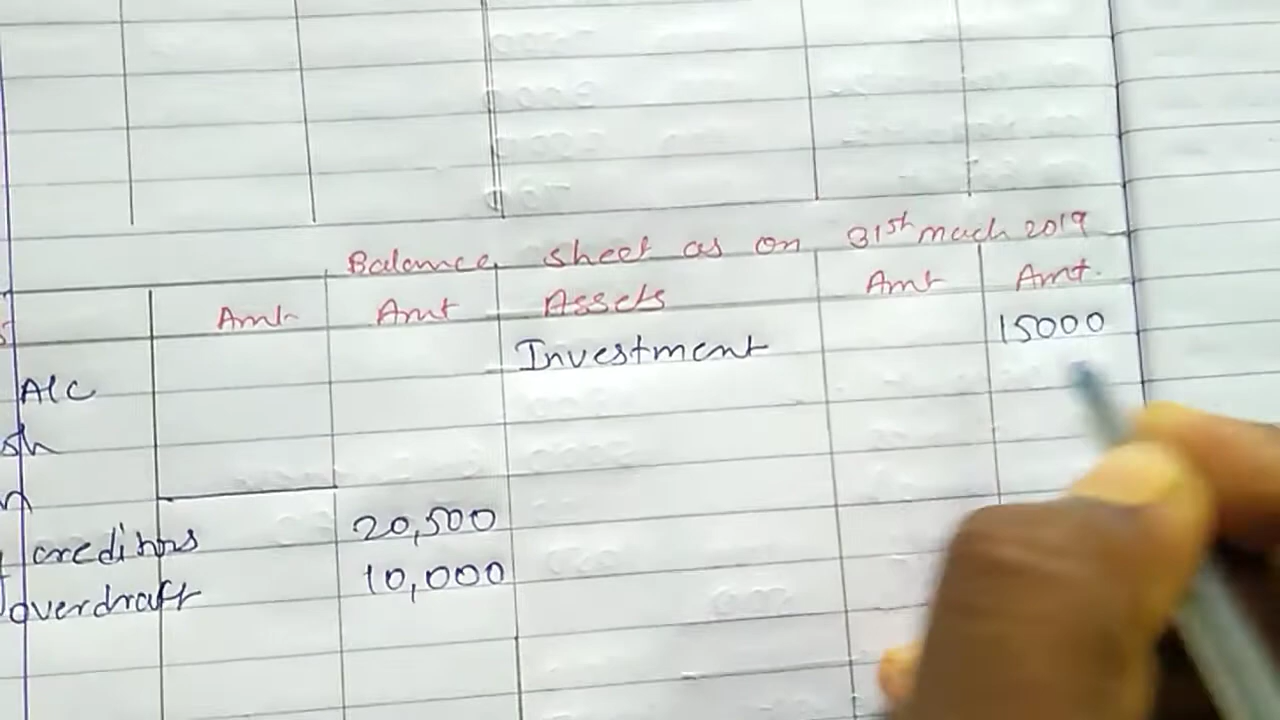 Balance sheet as on 31st mach 2019
Amt Amt Assets Amt Amt.
Investment 15000
A/C
sh
creditors 20,500
overdraft 10,000